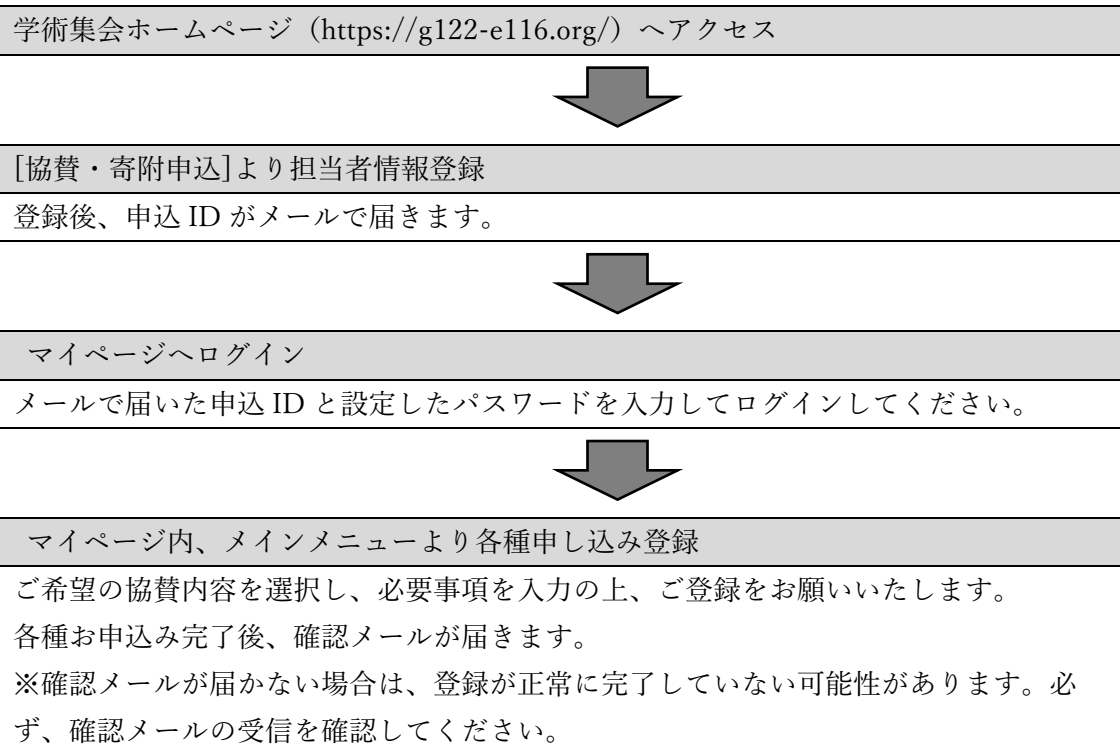 学術集会ホームページ（https://g122-e116.org/）へアクセス
[協賛・寄附申込]より担当者情報登録
登録後、申込 ID がメールで届きます。
マイページへログイン
メールで届いた申込 ID と設定したパスワードを入力してログインしてください。
マイページ内、メインメニューより各種申し込み登録
ご希望の協賛内容を選択し、必要事項を入力の上、ご登録をお願いいたします。
各種お申込み完了後、確認メールが届きます。
※確認メールが届かない場合は、登録が正常に完了していない可能性があります。必
ず、確認メールの受信を確認してください。